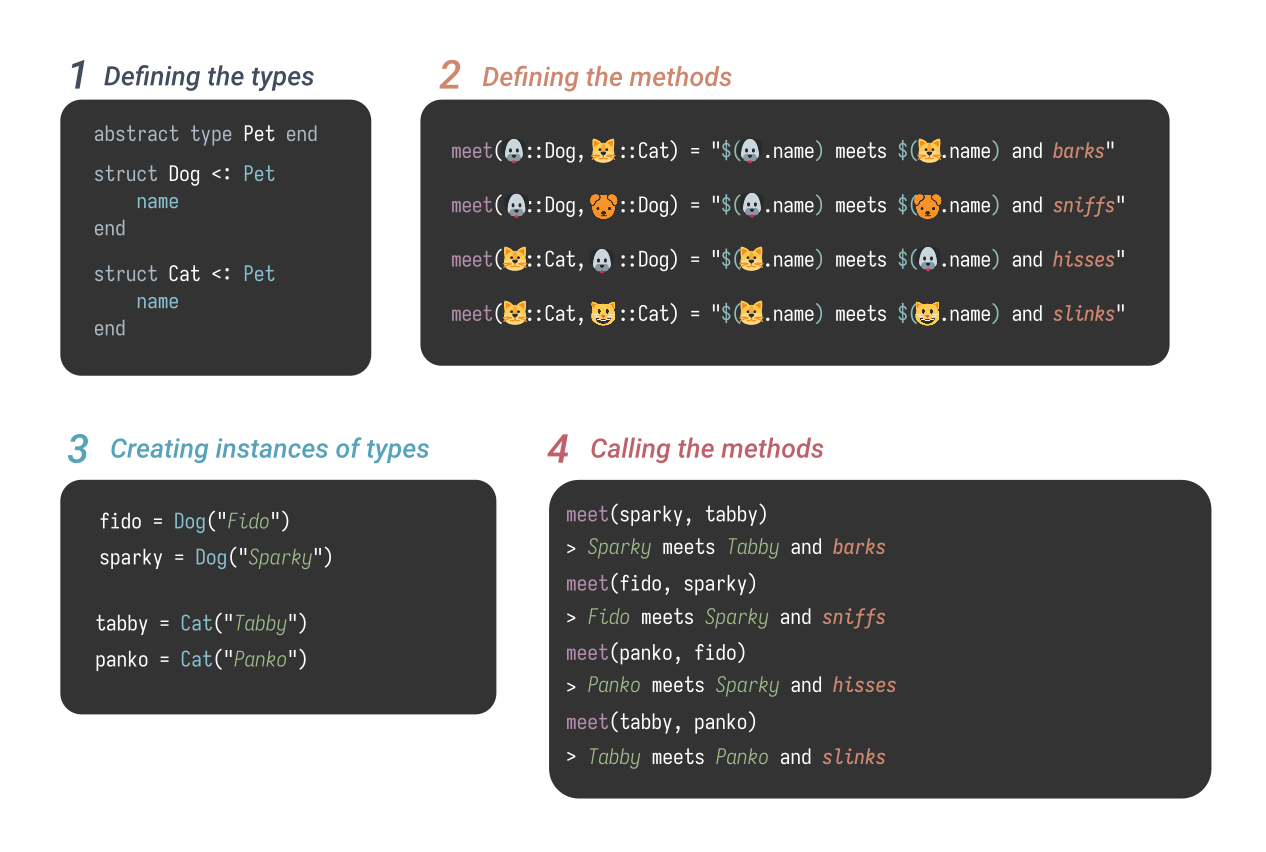 1 Defining the types
abstract type Pet end
struct Dog <: Pet
    name
end
struct Cat <: Pet
    name
end
2 Defining the methods
meet(🐶::Dog, 🐱::Cat) = "$(🐶.name) meets $(🐱.name) and barks"
meet(🐶::Dog, 🐶::Dog) = "$(🐶.name) meets $(🐶.name) and sniffs"
meet(🐱::Cat, 🐶::Dog) = "$(🐱.name) meets $(🐶.name) and hisses"
meet(🐱::Cat, 😺::Cat) = "$(🐱.name) meets $(😺.name) and slinks"
3 Creating instances of types
fido = Dog("Fido")
sparky = Dog("Sparky")
tabby = Cat("Tabby")
panko = Cat("Panko")
4 Calling the methods
meet(sparky, tabby)
> Sparky meets Tabby and barks
meet(fido, sparky)
> Fido meets Sparky and sniffs
meet(panko, fido)
> Panko meets Sparky and hisses
meet(tabby, panko)
> Tabby meets Panko and slinks